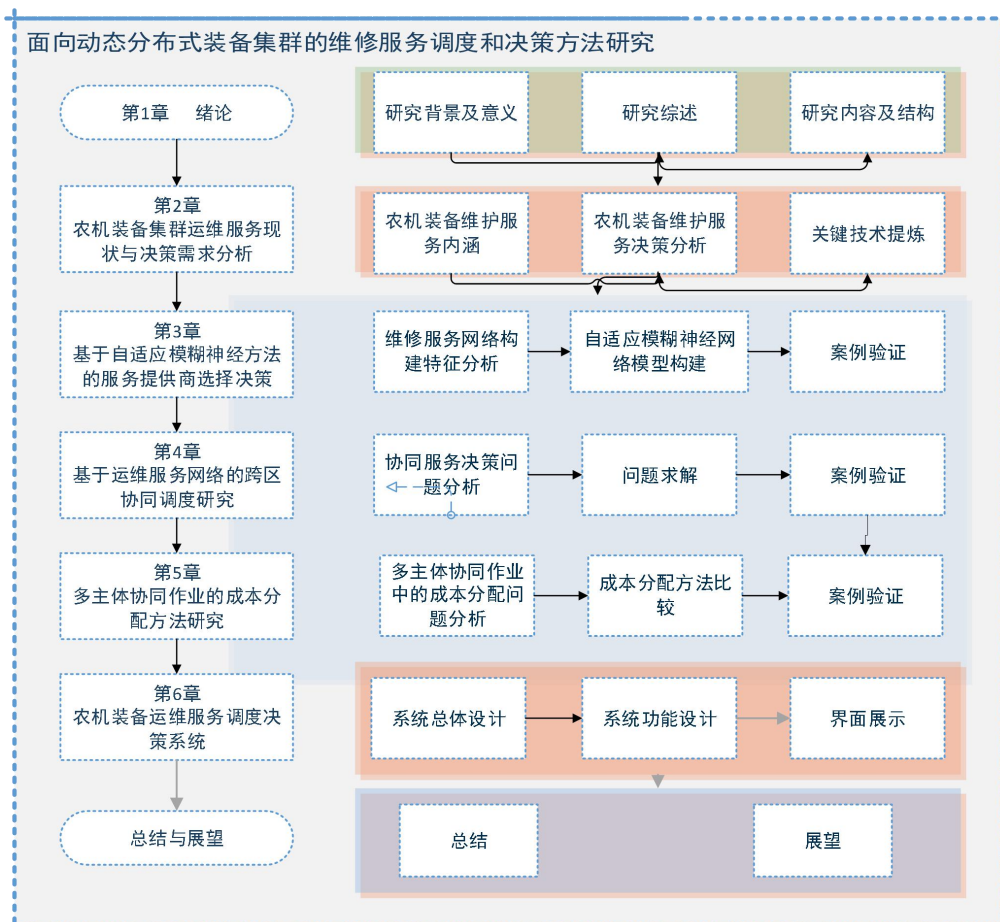 面向动态分布式装备集群的维修服务调度和决策方法研究
第1章 绪论
研究背景及意义
研究综述
研究内容及结构
第2章
农机装备集群运维服务现
状与决策需求分析
农机装备维护服
务内涵
农机装备维护服
务决策分析
关键技术提炼
第3章
基于自适应模糊神经方法
的服务提供商选择决策
维修服务网络构
建特征分析
自适应模糊神经网
络模型构建
案例验证
第4章
基于运维服务网络的跨区
协同调度研究
协同服务决策问
题分析
问题求解
案例验证
第5章
多主体协同作业的成本分
配方法研究
多主体协同作业
中的成本分配问
题分析
成本分配方法比
较
案例验证
第6章
农机装备运维服务调度决
策系统
系统总体设计
系统功能设计
界面展示
总结与展望
总结
展望